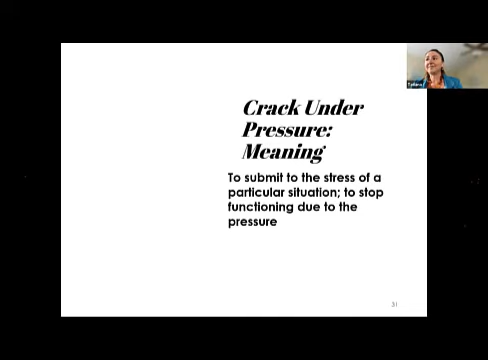 Crack Under
Pressure:
Meaning
To submit to the stress of a
particular situation; to stop
functioning due to the
pressure
31